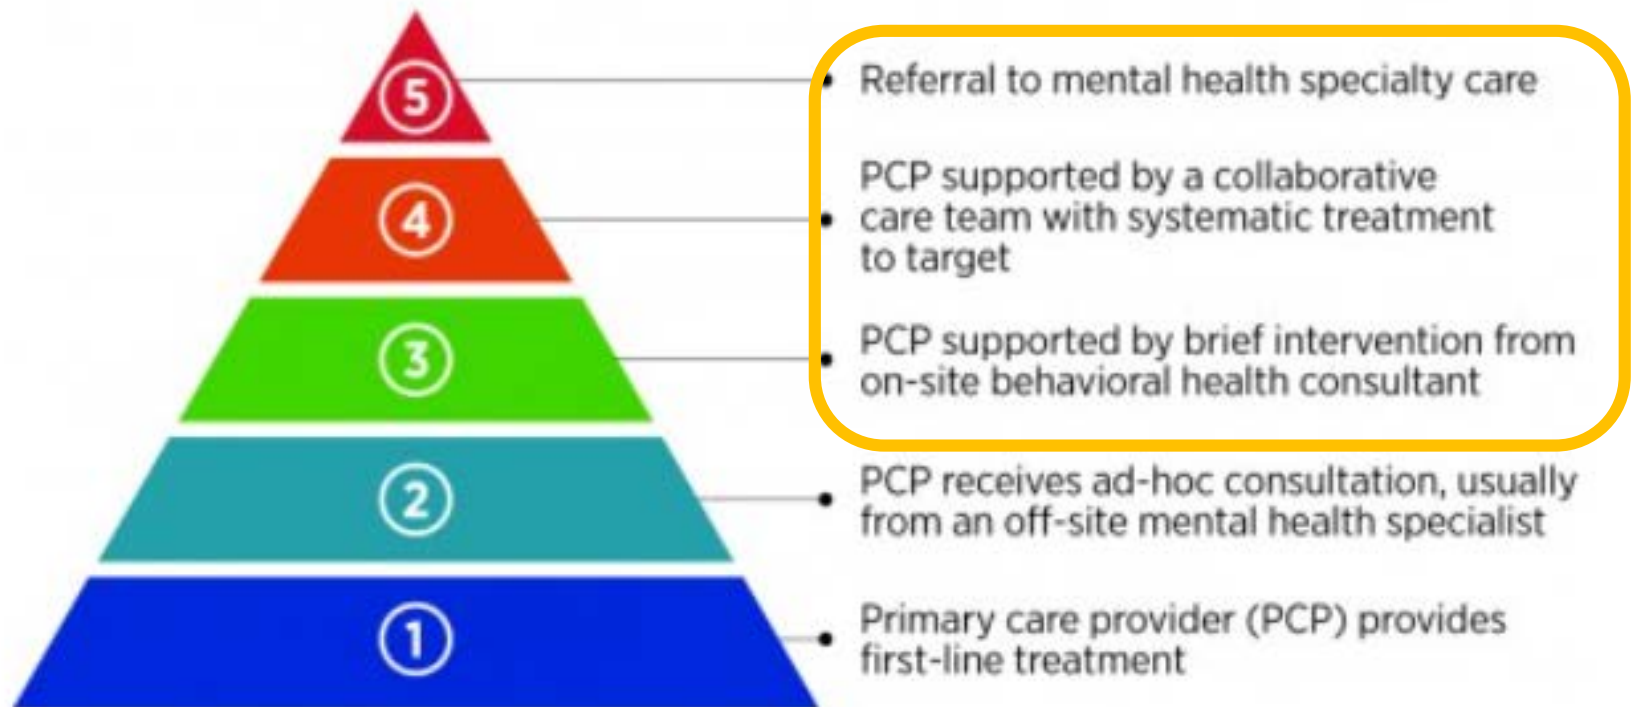 5
Referral to mental health specialty care
4
PCP supported by a collaborative
care team with systematic treatment
to target
3
PCP supported by brief intervention from
on-site behavioral health consultant
2
PCP receives ad-hoc consultation, usually
from an off-site mental health specialist
1
Primary care provider (PCP) provides
first-line treatment